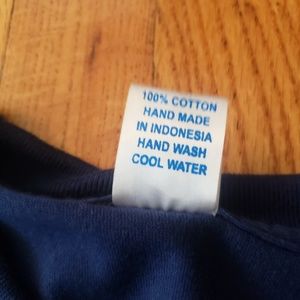 100% COTTON
HAND MADE
IN INDONESIA
HAND WASH
COOL WATER